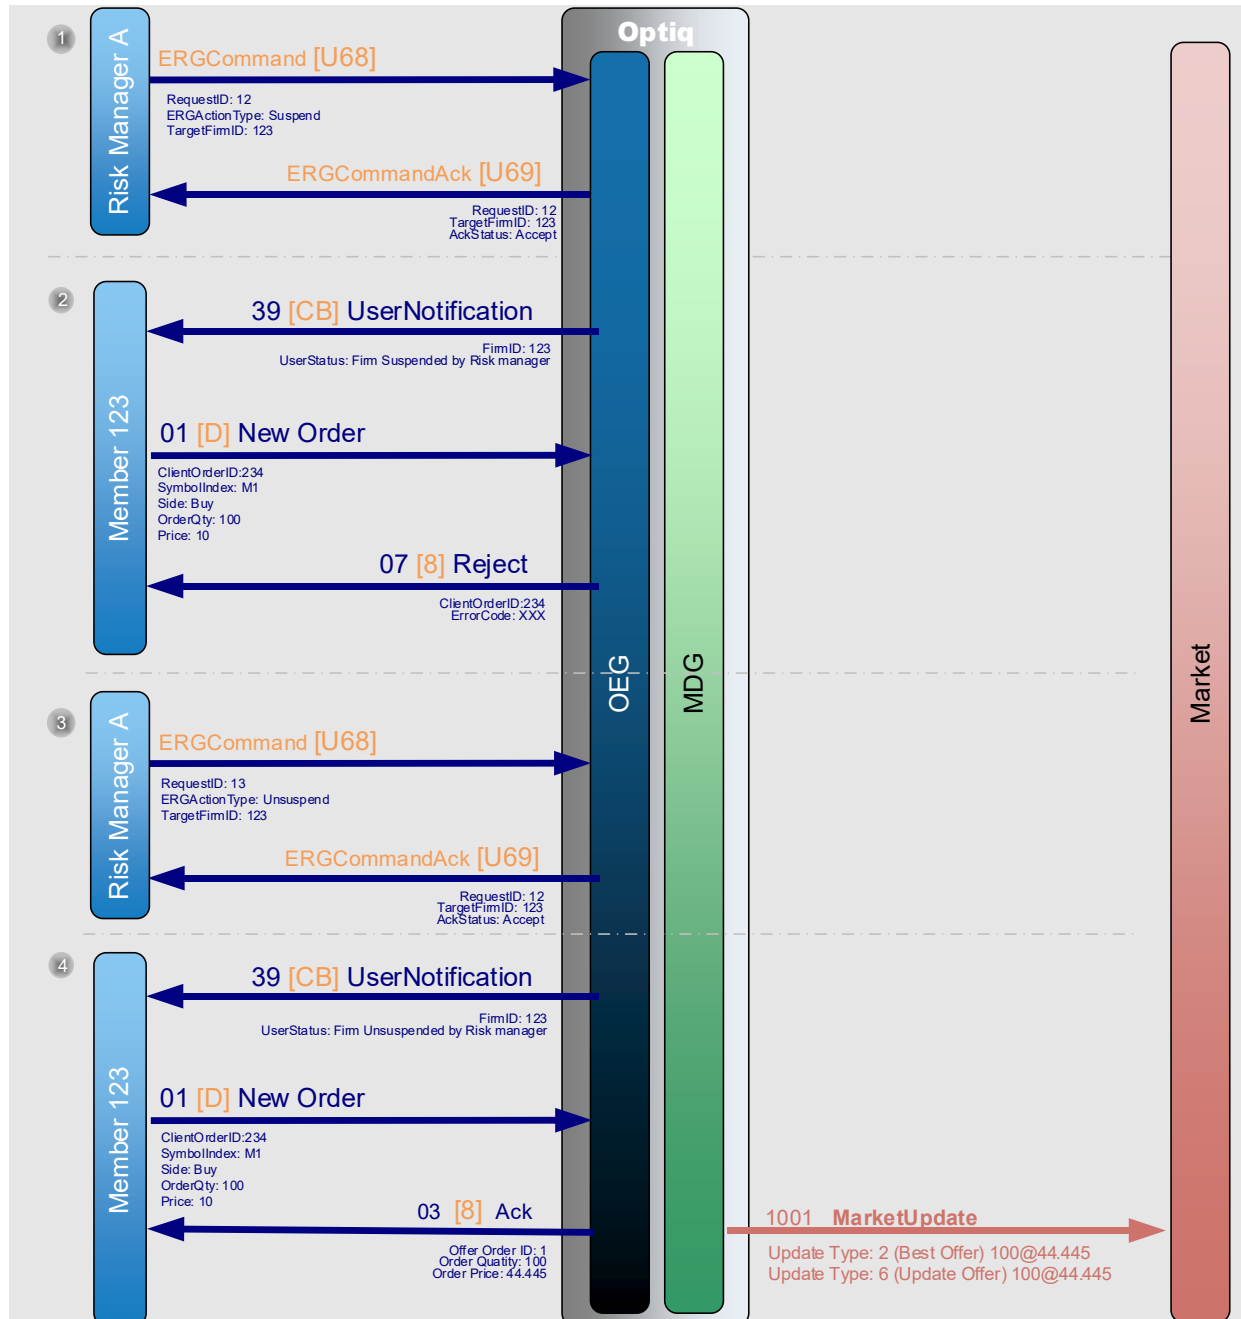 Optiq
1
Risk Manager A
ERGCommand [U68]
RequestID: 12
ERGActionType: Suspend
TargetFirmID: 123
ERGCommandAck [U69]
RequestID: 12
TargetFirmID: 123
AckStatus: Accept
2
Member 123
39 [CB] UserNotification
FirmID: 123
UserStatus: Firm Suspended by Risk manager
01 [D] New Order
ClientOrderID:234
SymbolIndex: M1
Side: Buy
OrderQty: 100
Price: 10
07 [8] Reject
ClientOrderID:234
ErrorCode: XXX
OEG
MDG
Market
3
Risk Manager A
ERGCommand [U68]
RequestID: 13
ERGActionType: Unsuspend
TargetFirmID: 123
ERGCommandAck [U69]
RequestID: 12
TargetFirmID: 123
AckStatus: Accept
4
Member 123
39 [CB] UserNotification
FirmID: 123
UserStatus: Firm Unsuspended by Risk manager
01 [D] New Order
ClientOrderID:234
SymbolIndex: M1
Side: Buy
OrderQty: 100
Price: 10
03 [8] Ack
Offer Order ID: 1
Order Quatity: 100
Order Price: 44.445
1001 MarketUpdate
Update Type: 2 (Best Offer) 100@44.445
Update Type: 6 (Update Offer) 100@44.445